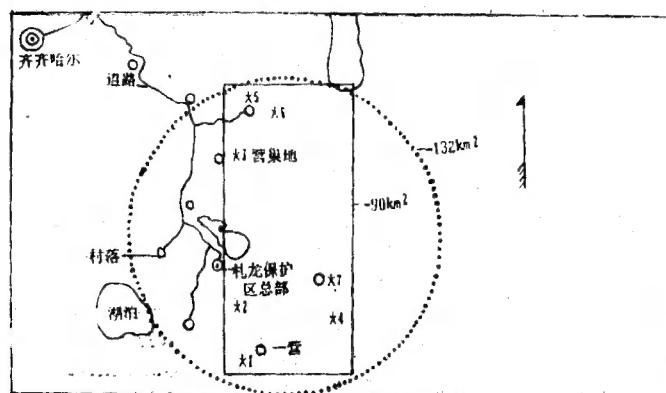 齐齐哈尔
道路
★5
★6
132km²
★3 营巢地
90km²
村落
扎龙保护
区总部
★7
湖泊
★2
★4
一营
★1